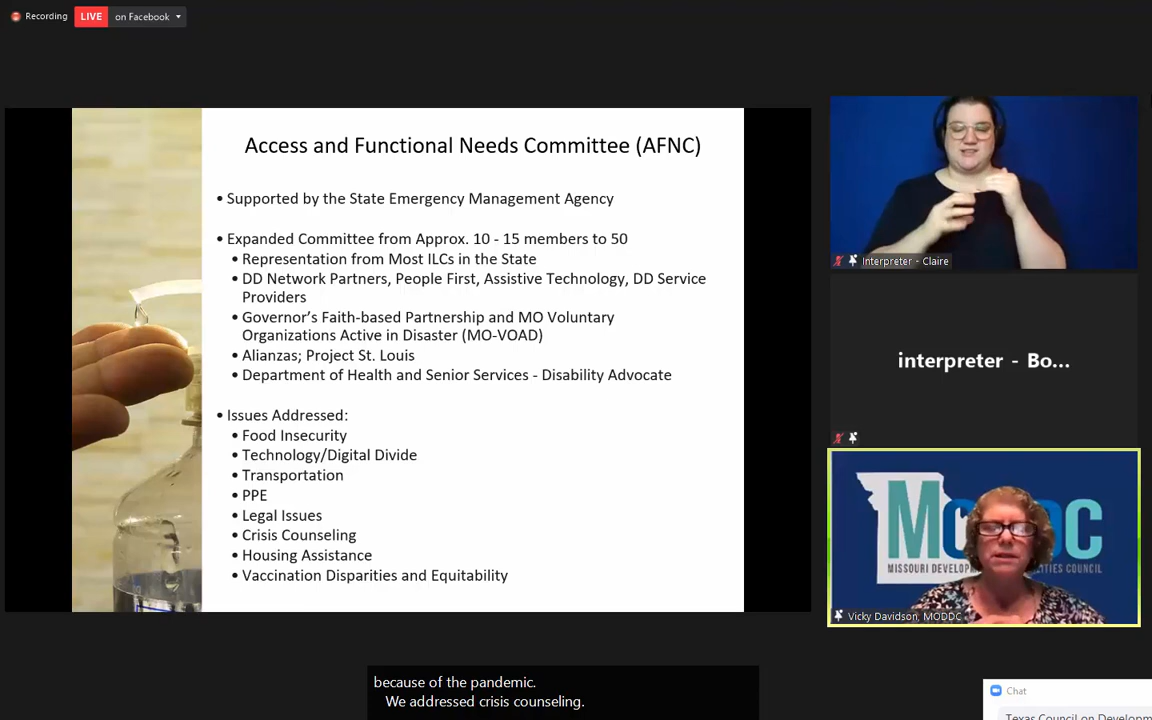 Recording
LIVE on Facebook
Access and Functional Needs Committee (AFNC)
• Supported by the State Emergency Management Agency
• Expanded Committee from Approx. 10 - 15 members to 50
• Representation from Most ILCs in the State
• DD Network Partners, People First, Assistive Technology, DD Service
Providers
• Governor's Faith-based Partnership and MO Voluntary
Organizations Active in Disaster (MO-VOAD)
• Alianzas; Project St. Louis
• Department of Health and Senior Services - Disability Advocate
• Issues Addressed:
• Food Insecurity
• Technology/Digital Divide
• Transportation
• PPE
• Legal Issues
• Crisis Counseling
• Housing Assistance
• Vaccination Disparities and Equitability
Interpreter - Claire
interpreter - Bo...
MISSOURI DEVELOP
COUNCIL
Vicky Davidson, MODDC
because of the pandemic.
We addressed crisis counseling.
Chat
Texas Council on Developm